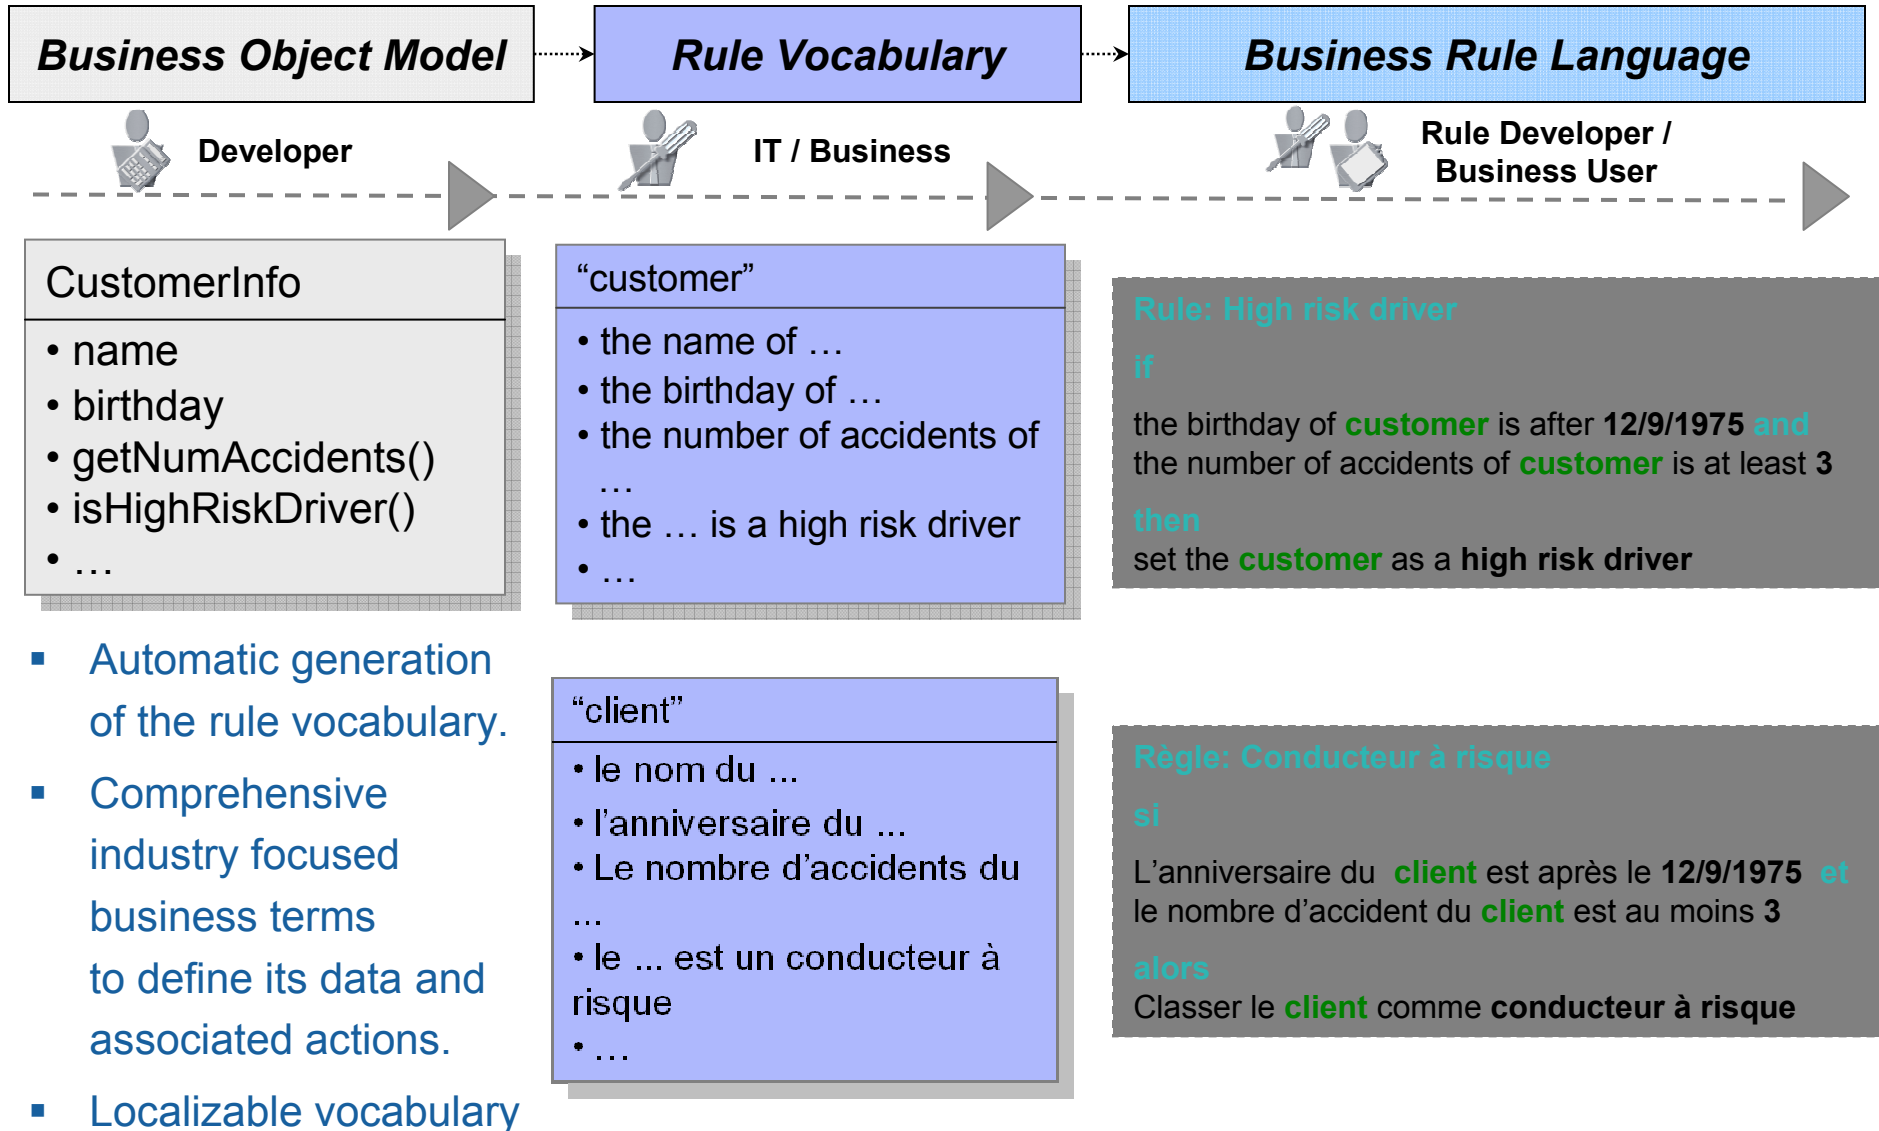 Business Object Model
Rule Vocabulary
Business Rule Language
Developer
IT / Business
Rule Developer /
Business User
CustomerInfo
• name
• birthday
• getNumAccidents()
• isHighRiskDriver()
• …
“customer”
• the name of …
• the birthday of …
• the number of accidents of
…
• the … is a high risk driver
• …
Rule: High risk driver
if
the birthday of customer is after 12/9/1975 and
the number of accidents of customer is at least 3
then
set the customer as a high risk driver
▪ Automatic generation
of the rule vocabulary.
▪ Comprehensive
industry focused
business terms
to define its data and
associated actions.
▪ Localizable vocabulary
“client”
• le nom du ...
• l’anniversaire du ...
• Le nombre d’accidents du
...
• le ... est un conducteur à
risque
• …
Règle: Conducteur à risque
si
L’anniversaire du client est après le 12/9/1975 et
le nombre d’accident du client est au moins 3
alors
Classer le client comme conducteur à risque